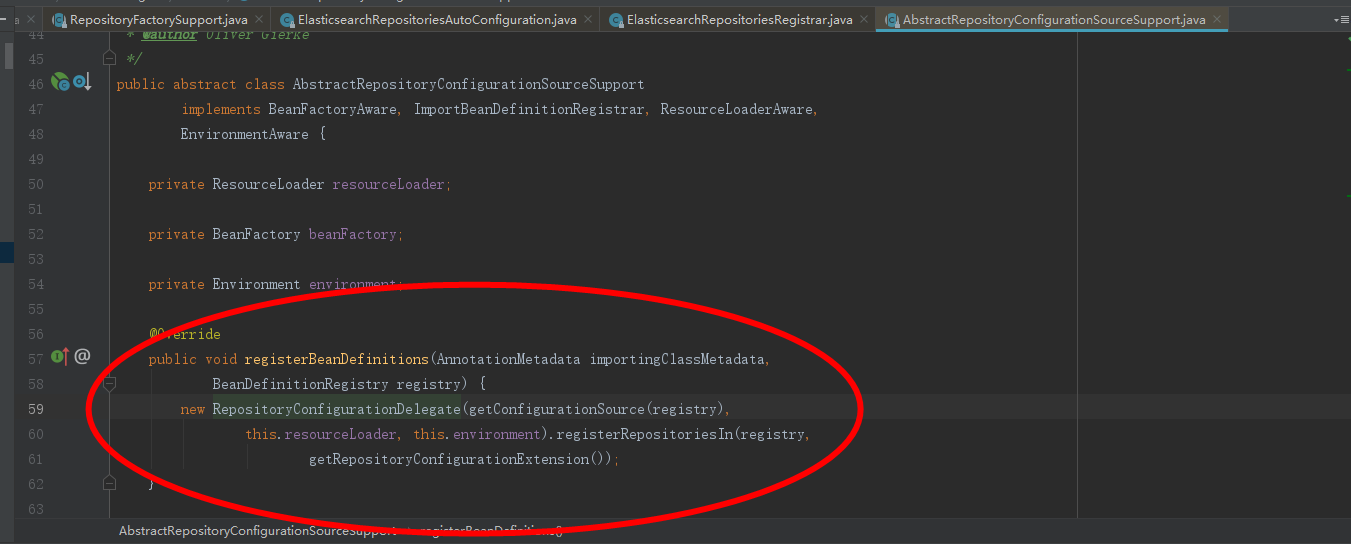 RepositoryFactorySupport.java × ElasticsearchRepositoriesAutoConfiguration.java × ElasticsearchRepositoriesRegistrar.java × AbstractRepositoryConfigurationSourceSupport.java ×
44 * @author Oliver Gierke
45 */
46 public abstract class AbstractRepositoryConfigurationSourceSupport
47 implements BeanFactoryAware, ImportBeanDefinitionRegistrar, ResourceLoaderAware,
48 EnvironmentAware {
49
50 private ResourceLoader resourceLoader;
51
52 private BeanFactory beanFactory;
53
54 private Environment environment;
55
56 @Override
57 public void registerBeanDefinitions(AnnotationMetadata importingClassMetadata,
58 BeanDefinitionRegistry registry) {
59 new RepositoryConfigurationDelegate(getConfigurationSource(registry),
60 this.resourceLoader, this.environment).registerRepositoriesIn(registry,
61 getRepositoryConfigurationExtension());
62 }
63
AbstractRepositoryConfigurationSourceSupport registerBeanDefinitions()